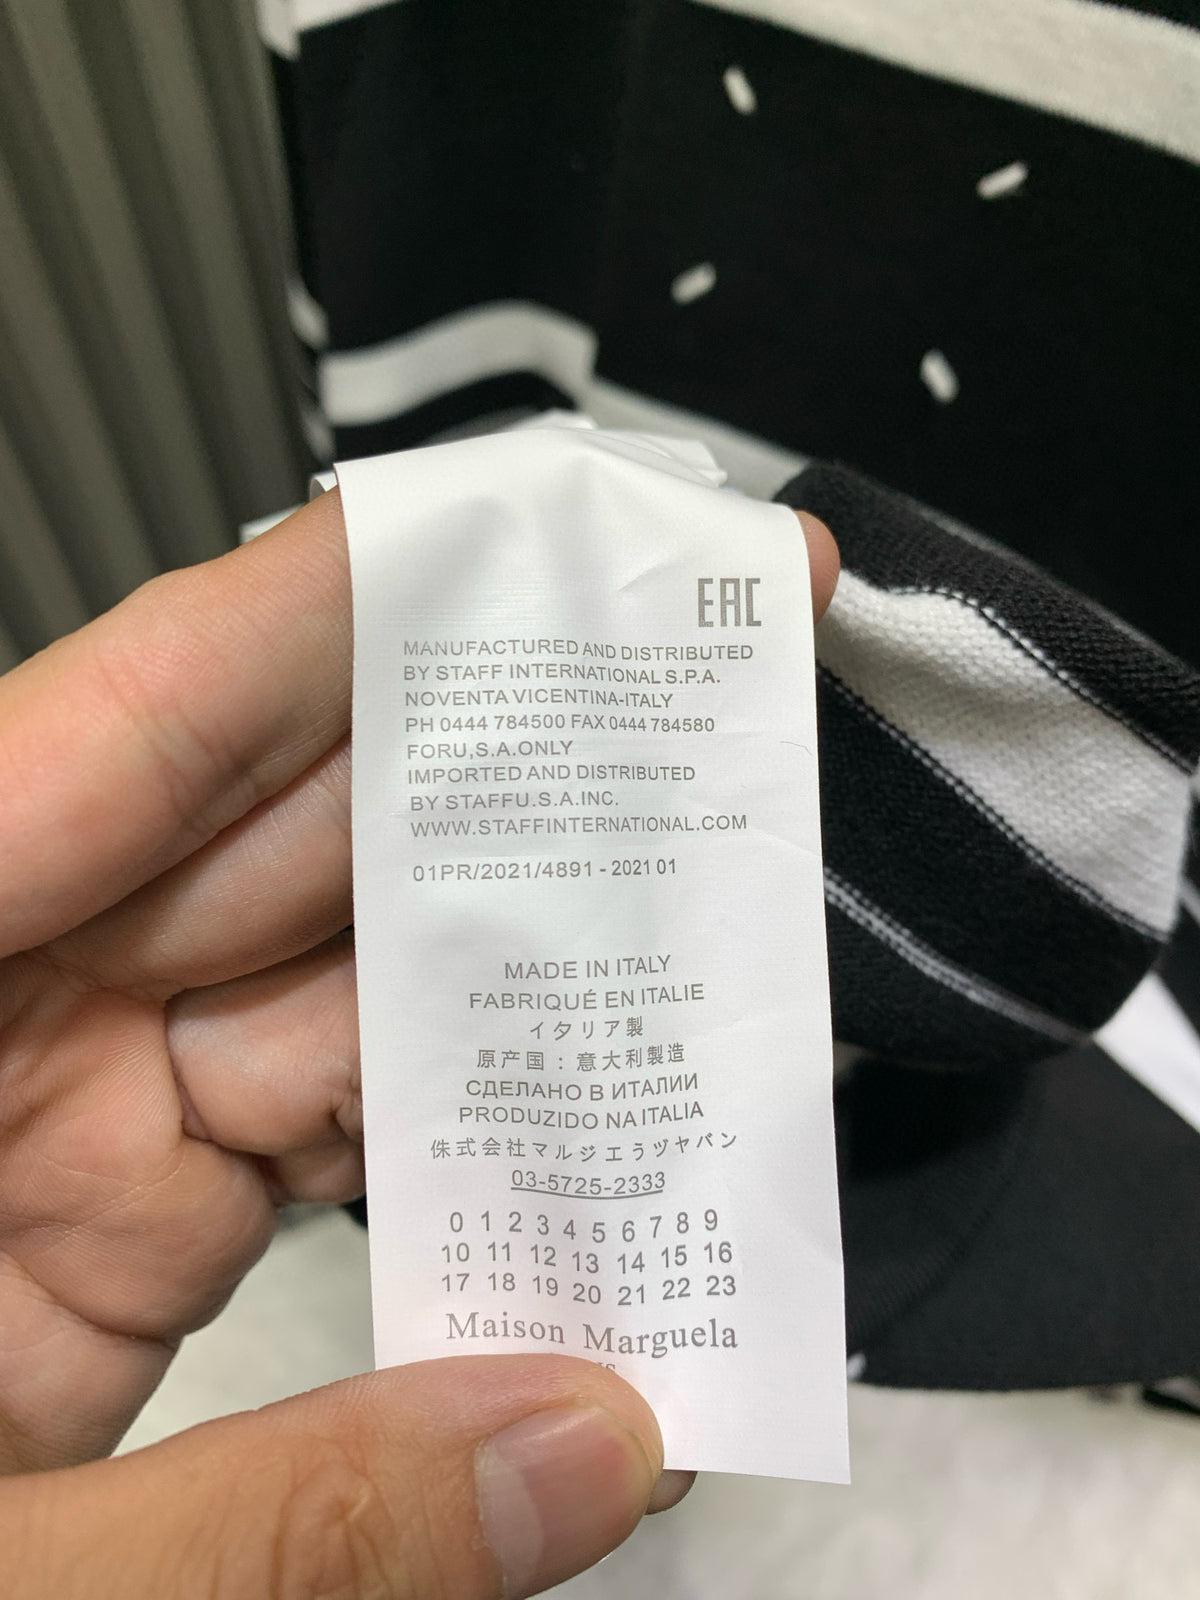 EAC
MANUFACTURED AND DISTRIBUTED
BY STAFF INTERNATIONAL S.P.A.
NOVENTA VICENTINA-ITALY
PH 0444 784500 FAX 0444 784580
FORU,S.A.ONLY
IMPORTED AND DISTRIBUTED
BY STAFFU.S.A.INC.
WWW.STAFFINTERNATIONAL.COM
01PR/2021/4891 - 2021 01
MADE IN ITALY
FABRIQUÉ EN ITALIE
イタリア製
原产国：意大利製造
СДЕЛАНО В ИТАЛИИ
PRODUZIDO NA ITALIA
侏式会社マルジエうヅヤバン
03-5725-2333
0 1 2 3 4 5 6 7 8 9
10 11 12 13 14 15 16
17 18 19 20 21 22 23
Maison Marguela